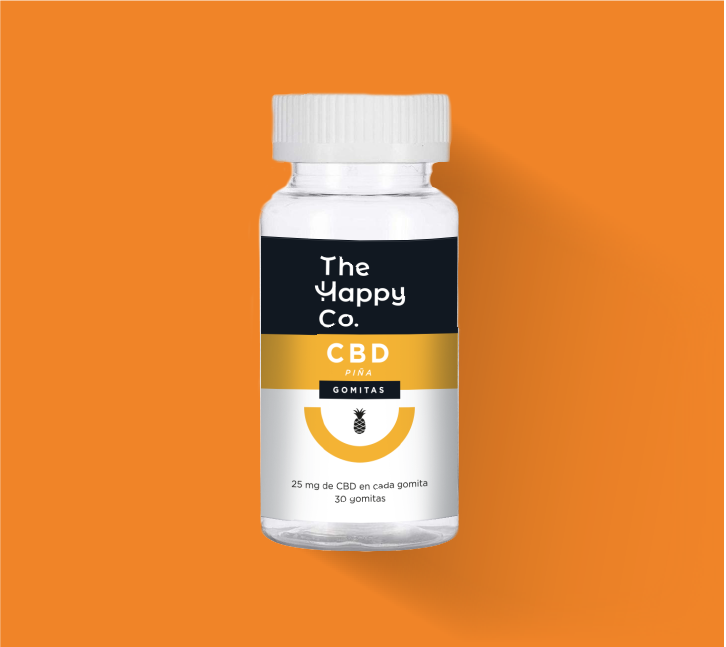 The
Happy
Co.
CBD
PIÑA
GOMITAS
25 mg de CBD en cada gomita
30 gomitas